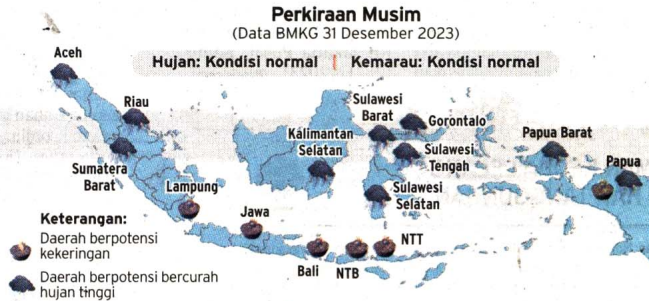 Perkiraan Musim
(Data BMKG 31 Desember 2023)
Hujan: Kondisi normal | Kemarau: Kondisi normal
Aceh
Riau
Sumatera
Barat
Lampung
Jawa
Bali
NTB
NTT
Kalimantan
Selatan
Sulawesi
Barat
Gorontalo
Sulawesi
Tengah
Sulawesi
Selatan
Papua Barat
Papua
Keterangan:
Daerah berpotensi
kekeringan
Daerah berpotensi bercurah
hujan tinggi